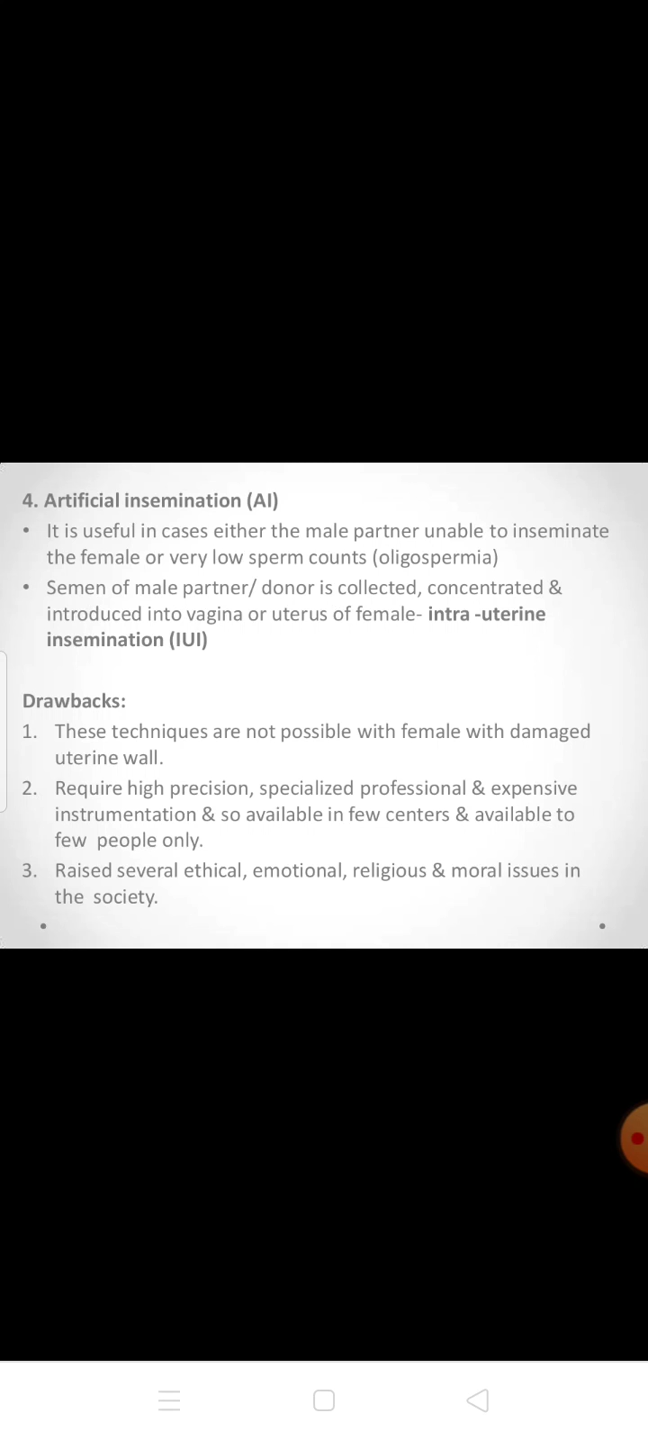 4. Artificial insemination (AI)
• It is useful in cases either the male partner unable to inseminate
the female or very low sperm counts (oligospermia)
• Semen of male partner/ donor is collected, concentrated &
introduced into vagina or uterus of female- intra -uterine
insemination (IUI)
Drawbacks:
1. These techniques are not possible with female with damaged
uterine wall.
2. Require high precision, specialized professional & expensive
instrumentation & so available in few centers & available to
few people only.
3. Raised several ethical, emotional, religious & moral issues in
the society.